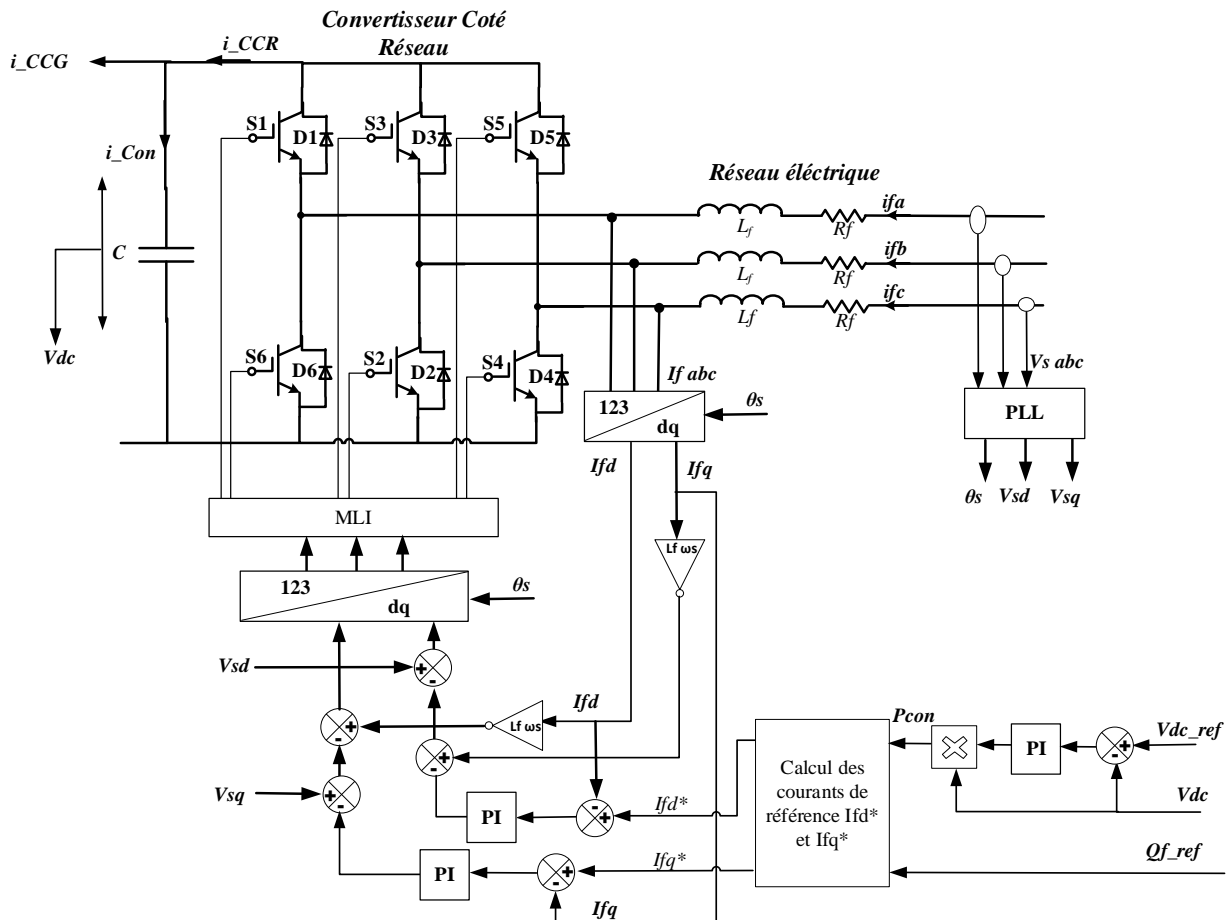 Convertisseur Coté
Réseau
i_CCG
i_CCR
S1
D1
S3
D3
S5
D5
i_Con
Réseau éléctrique
ifa
L_f
Rf
C
ifb
L_f
Rf
ifc
Lf
Rf
Vdc
S6
D6
S2
D2
S4
D4
If abc
Vs abc
123
dq
θs
PLL
Ifd
Ifq
θs
Vsd
Vsq
MLI
Lf ωs
123
dq
θs
Vsd
+
-
Ifd
Lf ωs
+
-
Pcon
Vdc_ref
PI
+
-
+
-
Vsq
+
-
Vdc
Calcul des
courants de
référence Ifd*
et Ifq*
PI
-
+
Ifd*
PI
+
-
Ifq*
Qf_ref
Ifq